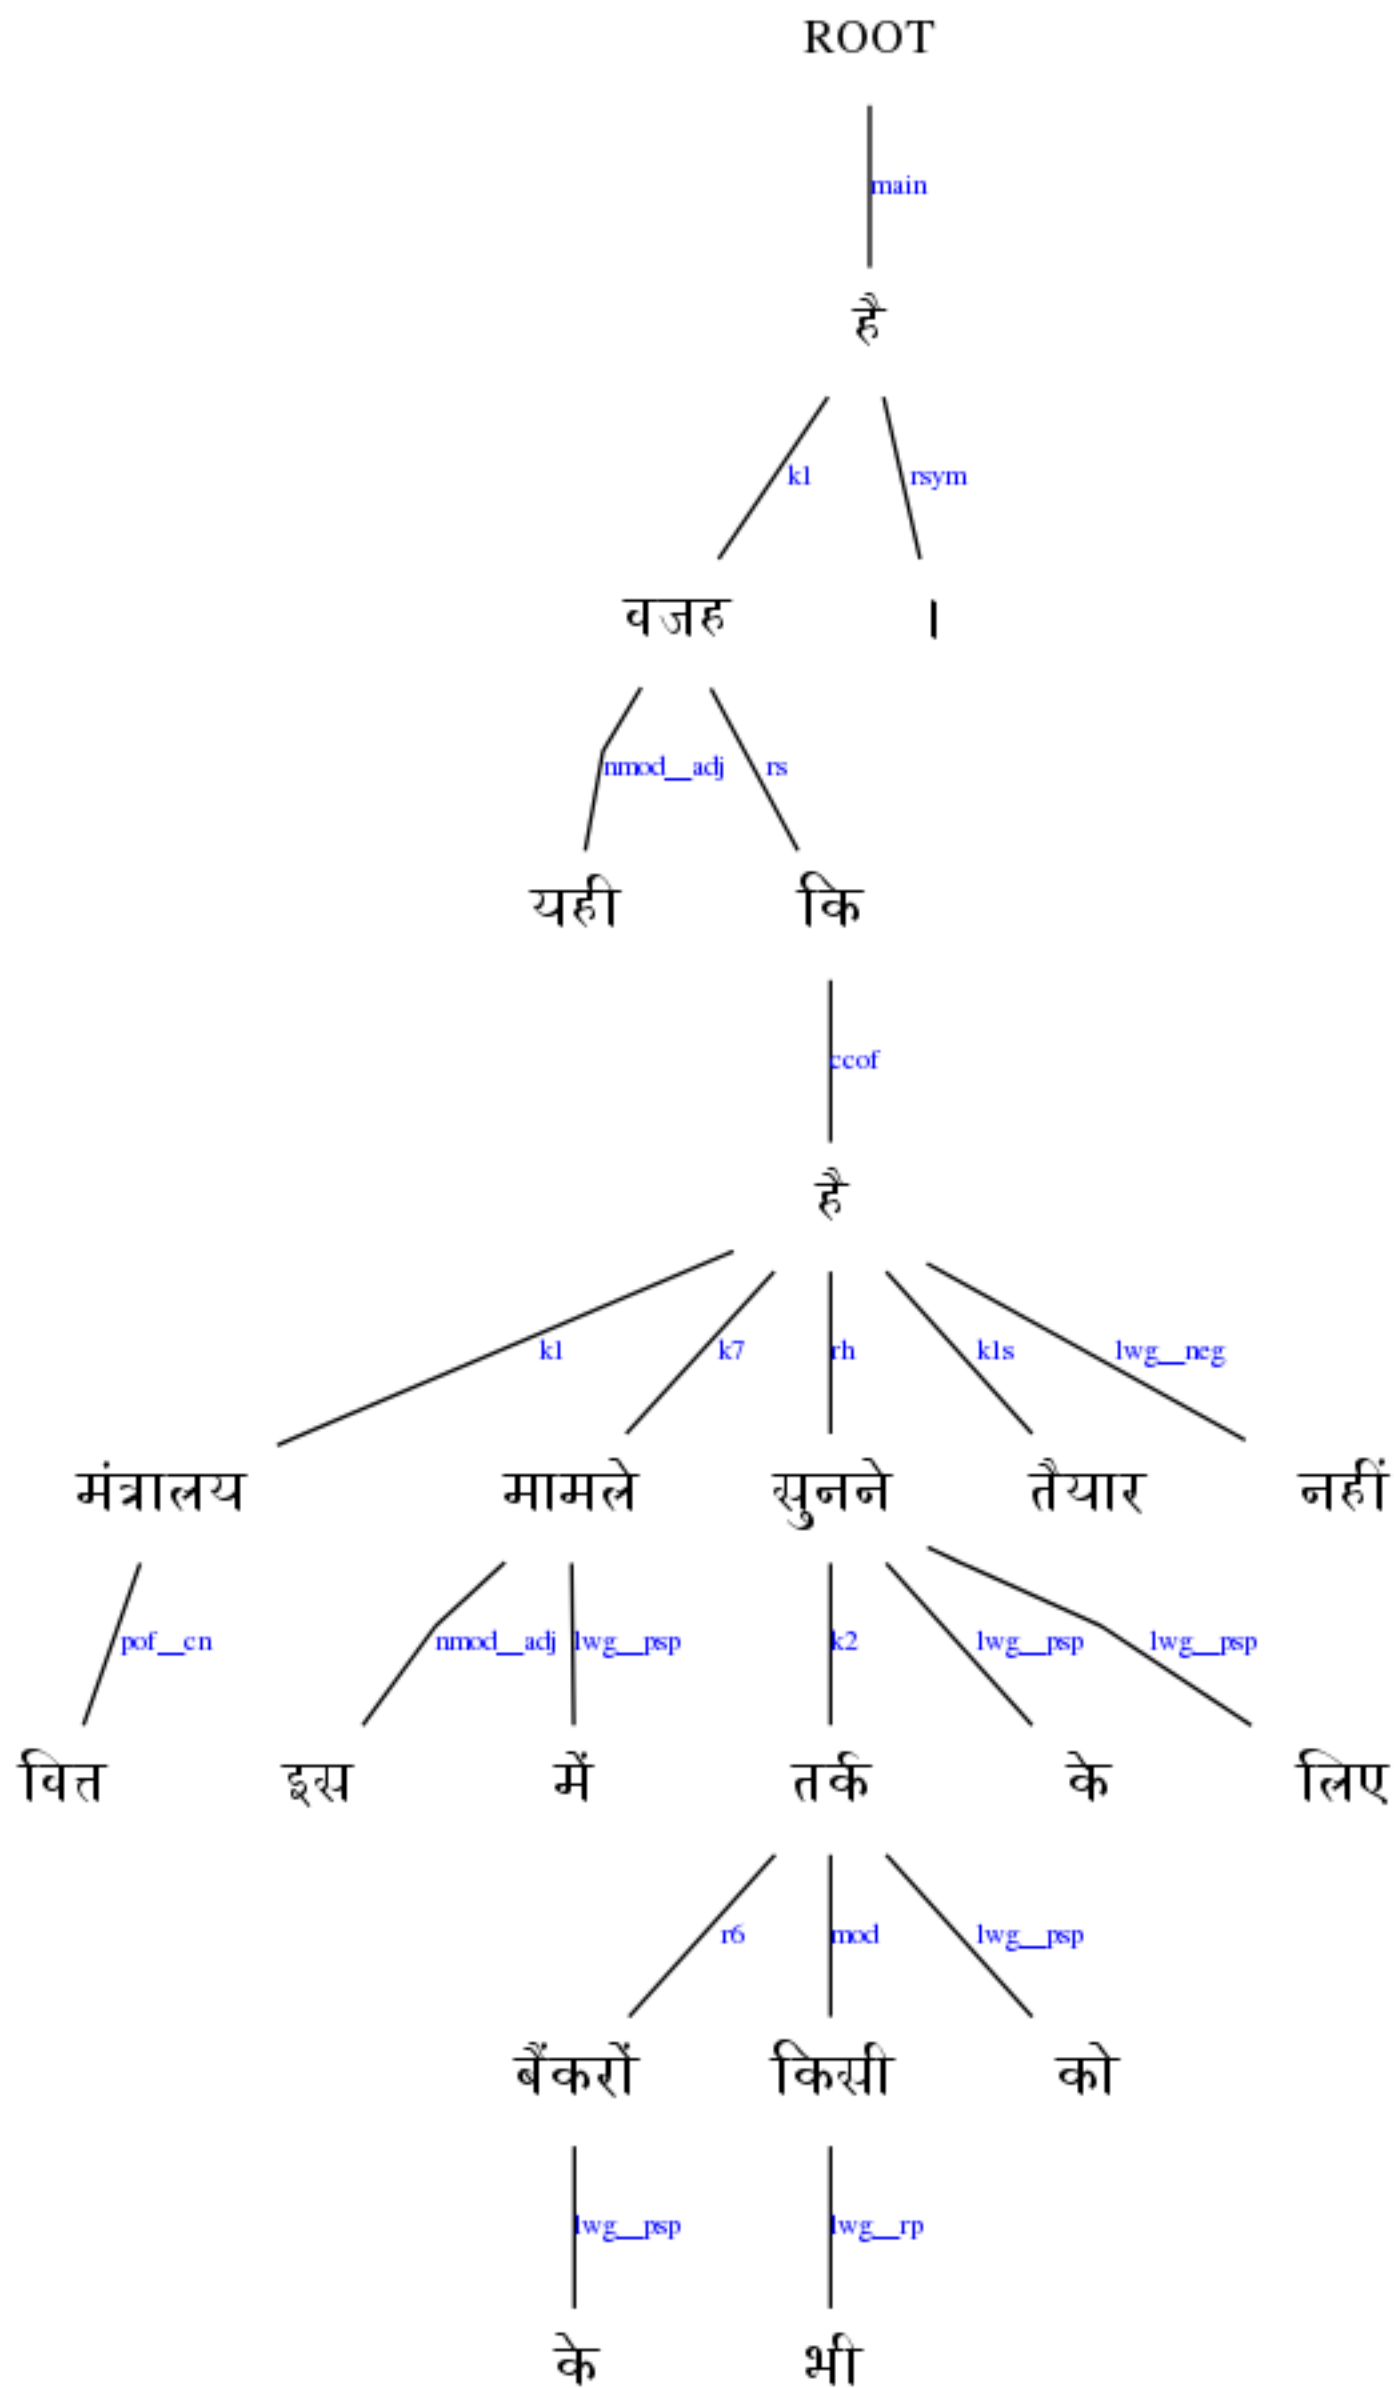 ROOT
main
है
k1 rsym
वजह ।
nmod__adj rs
यही कि
ccof
है
k1 k7 rh k1s lwg__neg
मंत्रालय मामले सुनने तैयार नहीं
pof__cn nmod__adj lwg__psp k2 lwg__psp lwg__psp
वित्त इस में तर्क के लिए
r6 mod lwg__psp
बैंकरों किसी को
lwg__psp lwg__rp
के भी